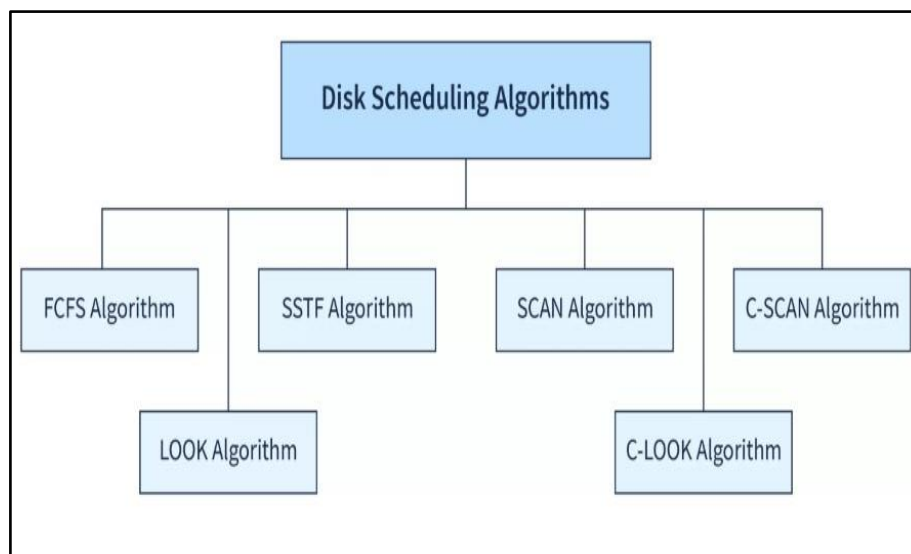 Disk Scheduling Algorithms
FCFS Algorithm
SSTF Algorithm
SCAN Algorithm
C-SCAN Algorithm
LOOK Algorithm
C-LOOK Algorithm